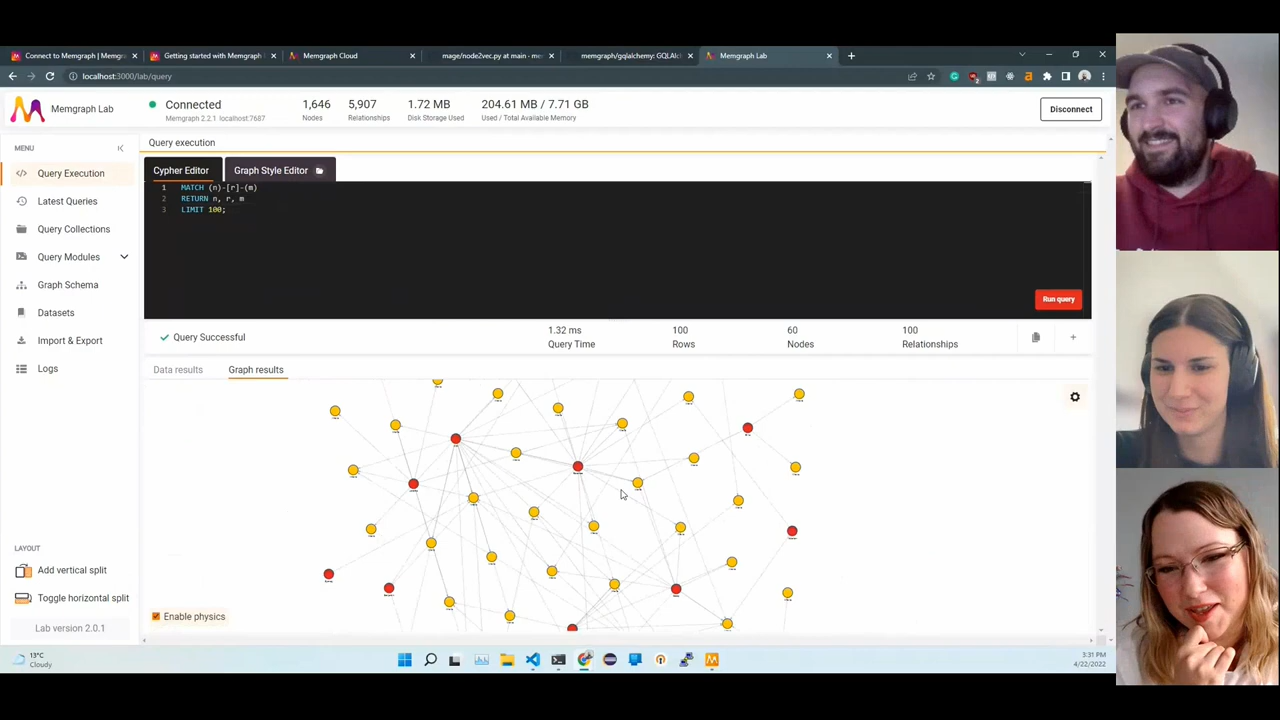 Connect to Memgraph | Memgr
Getting started with Memgraph
Memgraph Cloud
mage/node2vec.py at main · me
memgraph/gqlalchemy: GQLAlc
Memgraph Lab
localhost:3000/lab/query
Memgraph Lab
Connected
Memgraph 2.2.1 localhost:7687
1,646
Nodes
5,907
Relationships
1.72 MB
Disk Storage Used
204.61 MB / 7.71 GB
Used / Total Available Memory
Disconnect
MENU
Query Execution
Latest Queries
Query Collections
Query Modules
Graph Schema
Datasets
Import & Export
Logs
LAYOUT
Add vertical split
Toggle horizontal split
Lab version 2.0.1
Query execution
Cypher Editor
Graph Style Editor
1 MATCH (n)-[r]-(m)
2 RETURN n, r, m
3 LIMIT 100;
Run query
Query Successful
1.32 ms
Query Time
100
Rows
60
Nodes
100
Relationships
Data results
Graph results
Enable physics
13°C
Cloudy
3:31 PM
4/22/2022